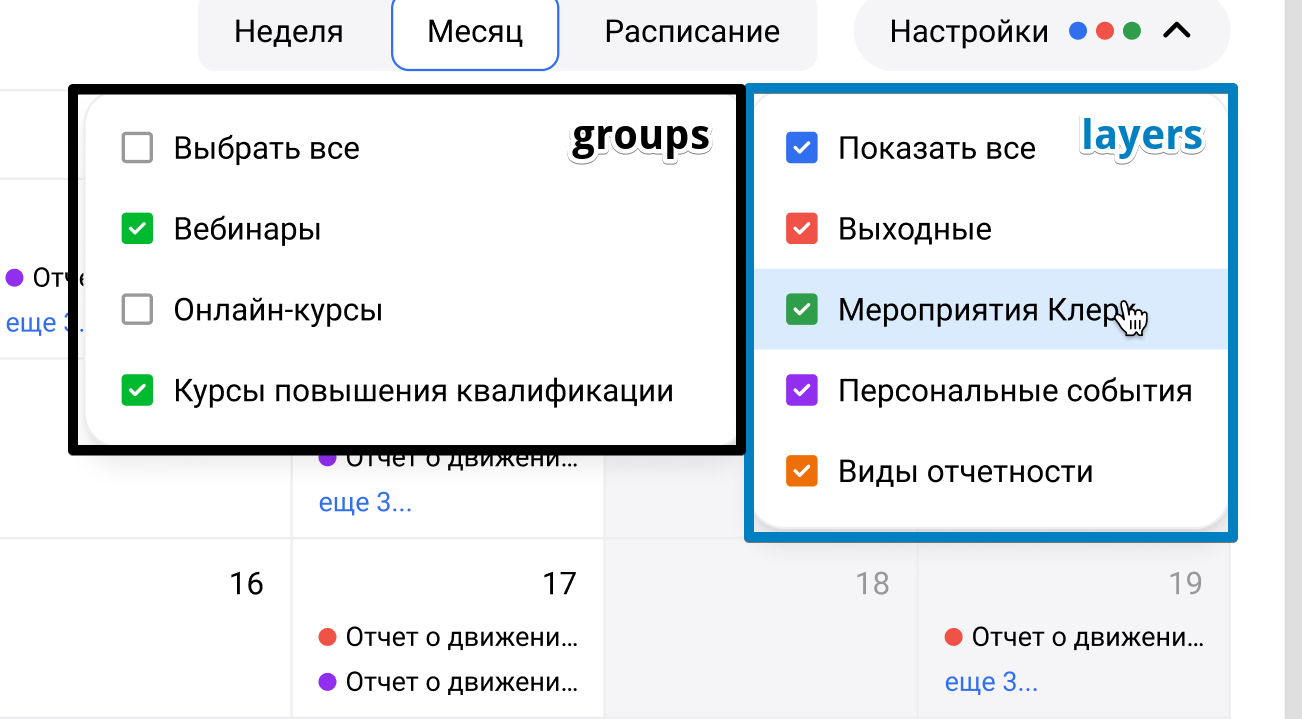 Неделя
Месяц
Расписание
Настройки
groups
Выбрать все
Вебинары
Онлайн-курсы
Курсы повышения квалификации
layers
Показать все
Выходные
Мероприятия Клерк
Персональные события
Виды отчетности
Отче
еще 3..
Отчет о движени...
еще 3...
16
17
18
19
Отчет о движени...
Отчет о движени...
Отчет о движени...
еще 3...